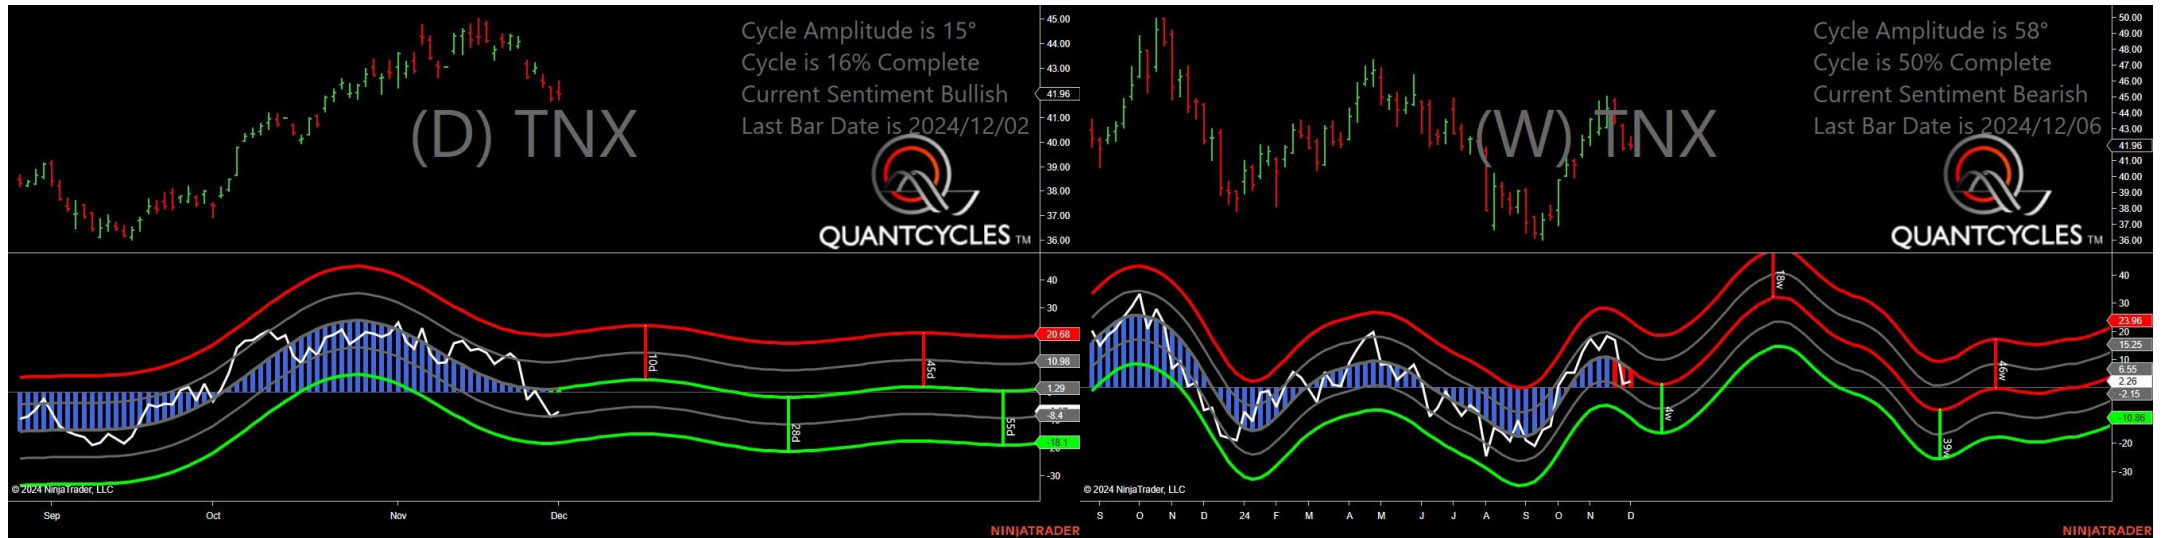 Cycle Amplitude is 15°
Cycle is 16% Complete
Current Sentiment Bullish
Last Bar Date is 2024/12/02
(D) TNX
QUANTCYCLES TM
45.00
44.00
43.00
41.96
41.00
40.00
39.00
38.00
37.00
36.00
40
30
20.68
10.98
1.29
-8.4
-18.1
-30
10d
28d
45d
55d
© 2024 NinjaTrader, LLC
Sep Oct Nov Dec
NINJATRADER
Cycle Amplitude is 58°
Cycle is 50% Complete
Current Sentiment Bearish
Last Bar Date is 2024/12/06
(W) TNX
QUANTCYCLES TM
50.00
49.00
48.00
47.00
46.00
45.00
44.00
43.00
41.96
41.00
40.00
39.00
38.00
37.00
36.00
40
30
23.96
15.25
10
6.55
2.26
-2.15
-10.86
-20
-30
4w
18w
39w
46w
© 2024 NinjaTrader, LLC
S O N D 24 F M A M J J A S O N D
NINJATRADER